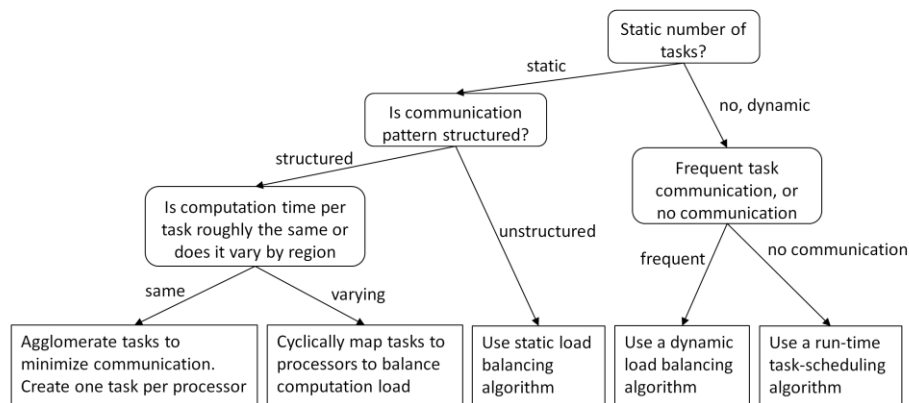 Static number of
tasks?
static
no, dynamic
Is communication
pattern structured?
structured
unstructured
Frequent task
communication, or
no communication
Is computation time per
task roughly the same or
does it vary by region
frequent
no communication
same
varying
Agglomerate tasks to
minimize communication.
Create one task per processor
Cyclically map tasks to
processors to balance
computation load
Use static load
balancing
algorithm
Use a dynamic
load balancing
algorithm
Use a run-time
task-scheduling
algorithm